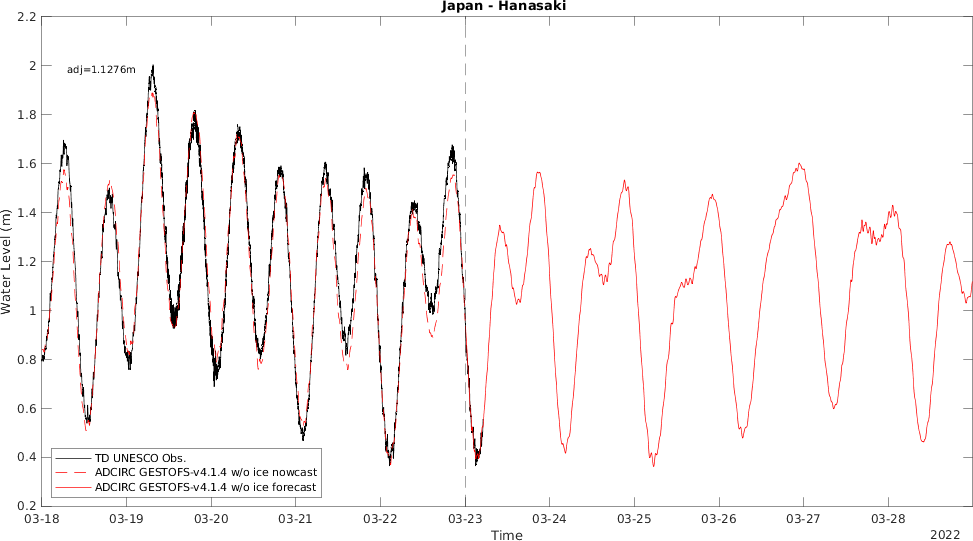 Japan - Hanasaki
2.2
2
1.8
1.6
1.4
1.2
1
0.8
0.6
0.4
0.2
Water Level (m)
adj=1.1276m
TD UNESCO Obs.
ADCIRC GESTOFS-v4.1.4 w/o ice nowcast
ADCIRC GESTOFS-v4.1.4 w/o ice forecast
03-18 03-19 03-20 03-21 03-22 03-23 03-24 03-25 03-26 03-27 03-28
Time
2022